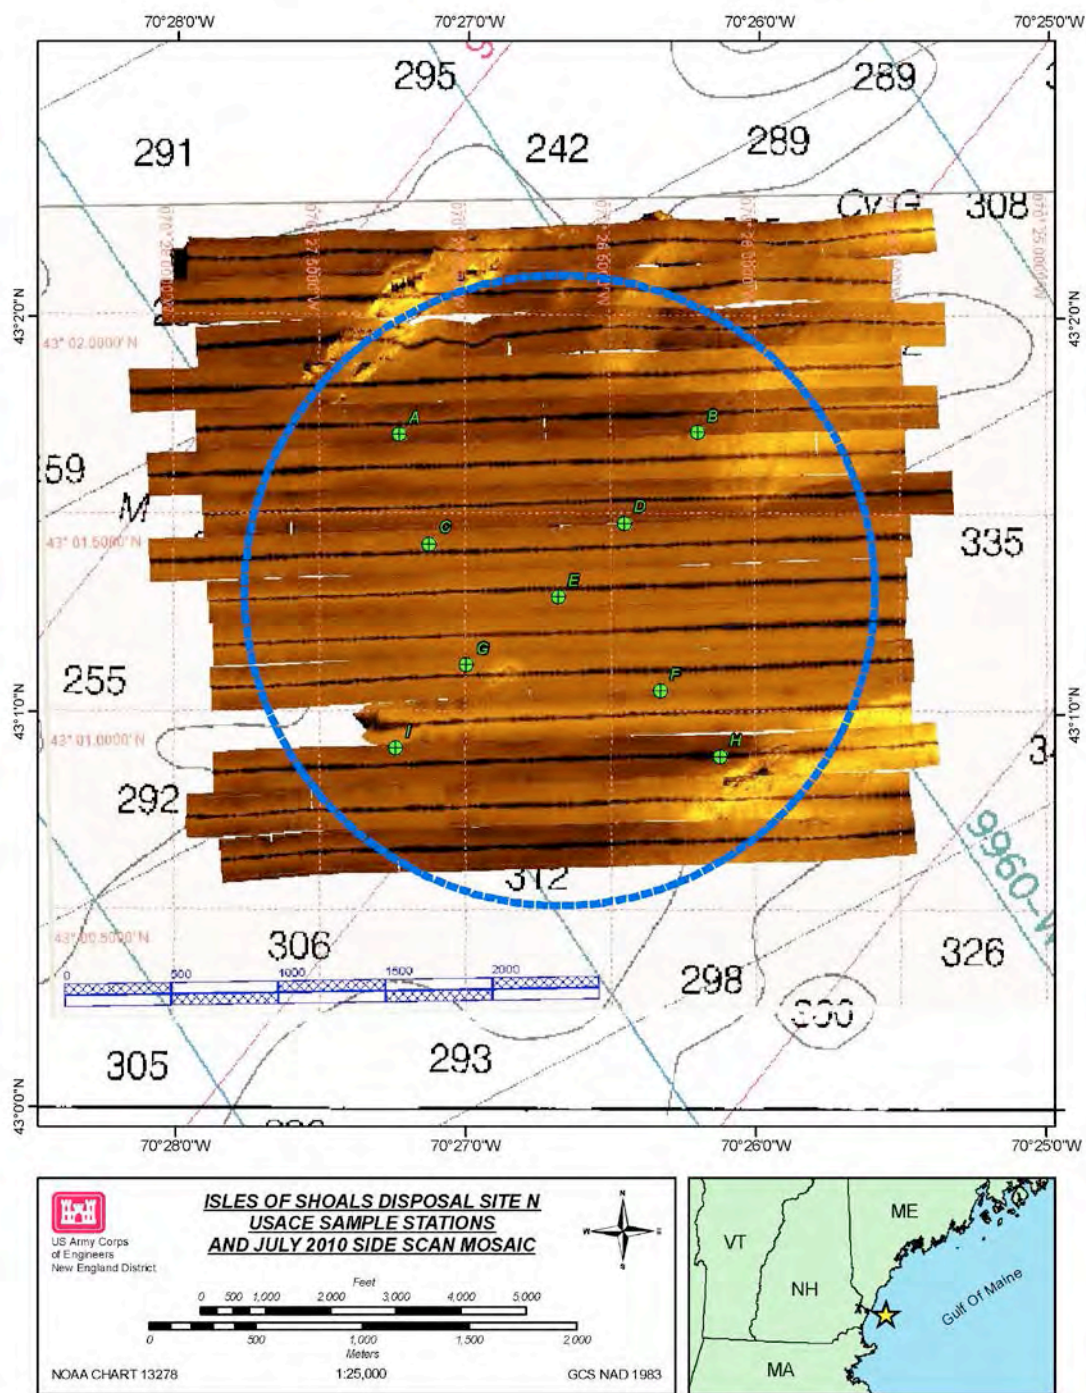 70°28'0"W 70°27'0"W 70°26'0"W 70°25'0"W
295
289
291
242
289
308
43°2'0"N
43°2'0"N
43° 02.0000' N
A
B
M
D
C
43° 01.5000' N
335
E
G
255
F
43°1'0"N
43°1'0"N
I
43° 01.0000' N
H
292
9960-W
312
43° 00.5000' N
306
326
0 500 1000 1500 2000
298
300
305
293
43°0'0"N
43°0'0"N
70°28'0"W 70°27'0"W 70°26'0"W 70°25'0"W
US Army Corps
of Engineers
New England District
ISLES OF SHOALS DISPOSAL SITE N
USACE SAMPLE STATIONS
AND JULY 2010 SIDE SCAN MOSAIC
N
W E
S
Feet
0 500 1,000 2,000 3,000 4,000 5,000
0 500 1,000 1,500 2,000
Meters
NOAA CHART 13278
1:25,000
GCS NAD 1983
ME
VT
NH
Gulf Of Maine
MA